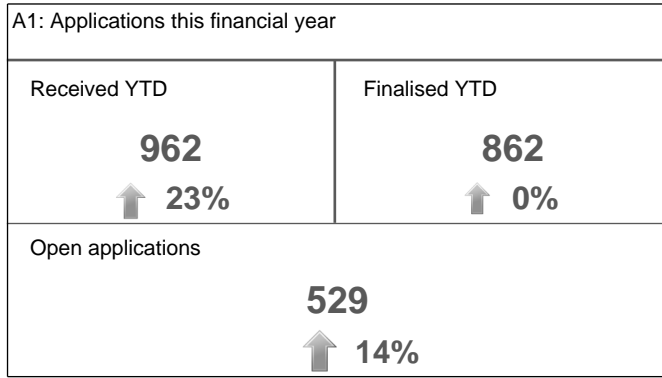 A1: Applications this financial year
Received YTD
962
23%
Finalised YTD
862
0%
Open applications
529
14%